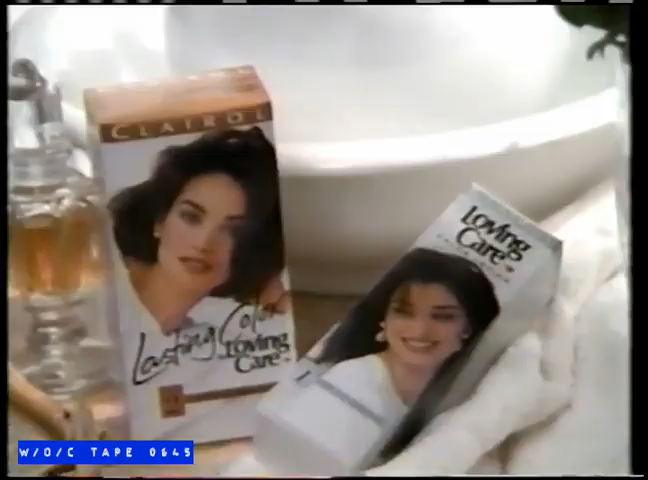 CLAIROL
Lasting Color
Loving
Care
Loving
Care
W/O/C TAPE 0645